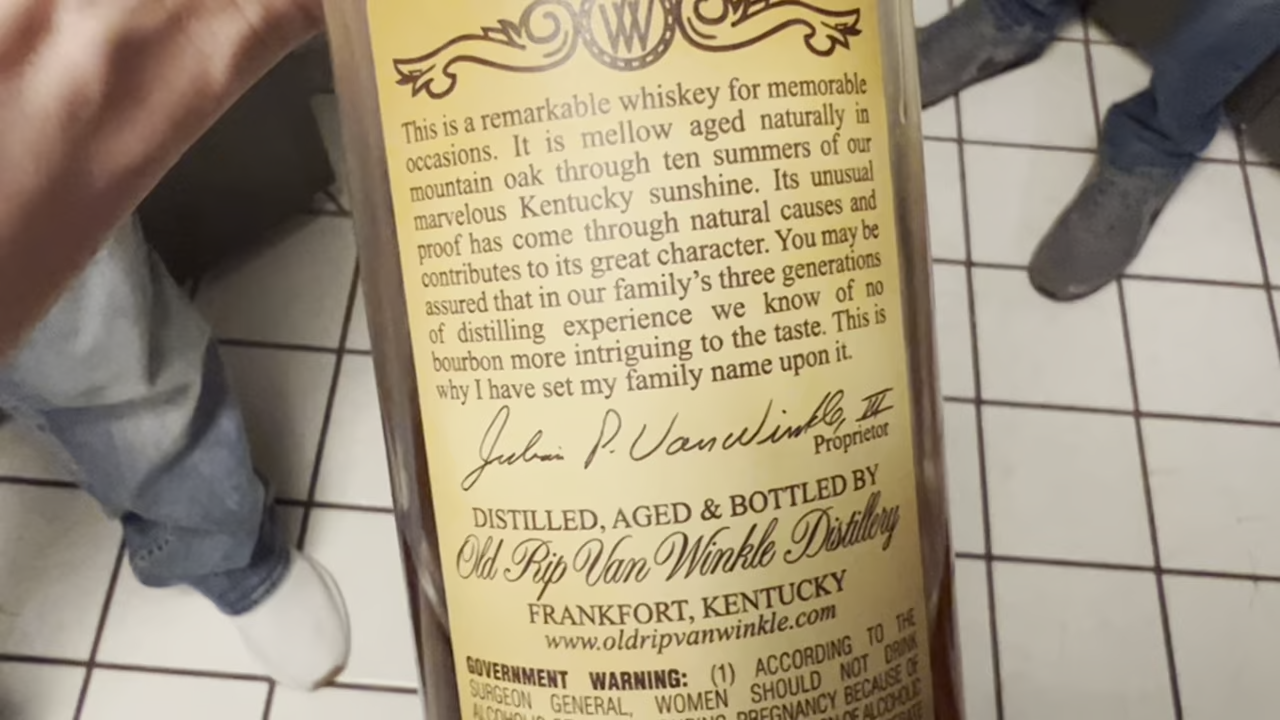 VW
This is a remarkable whiskey for memorable
occasions. It is mellow aged naturally in
mountain oak through ten summers of our
marvelous Kentucky sunshine. Its unusual
proof has come through natural causes and
contributes to its great character. You may be
assured that in our family's three generations
of distilling experience we know of no
bourbon more intriguing to the taste. This is
why I have set my family name upon it.
Julian P. Van Winkle, III
Proprietor
DISTILLED, AGED & BOTTLED BY
Old Rip Van Winkle Distillery
FRANKFORT, KENTUCKY
www.oldripvanwinkle.com
GOVERNMENT WARNING: (1) ACCORDING TO THE
SURGEON GENERAL, WOMEN SHOULD NOT DRINK
PREGNANCY BECAUSE OF
OF ALCOHOLIC